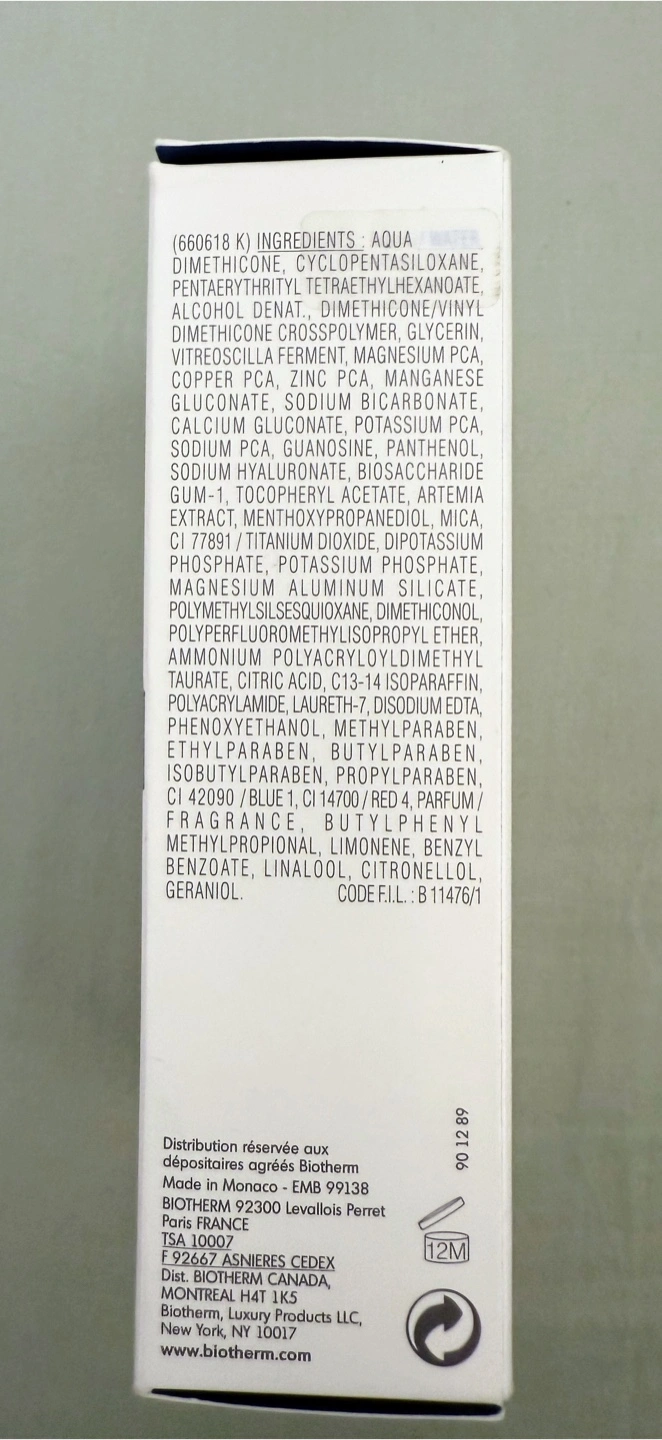 (660618 K) INGREDIENTS : AQUA
DIMETHICONE, CYCLOPENTASILOXANE,
PENTAERYTHRITYL TETRAETHYLHEXANOATE,
ALCOHOL DENAT., DIMETHICONE/VINYL
DIMETHICONE CROSSPOLYMER, GLYCERIN,
VITREOSCILLA FERMENT, MAGNESIUM PCA,
COPPER PCA, ZINC PCA, MANGANESE
GLUCONATE, SODIUM BICARBONATE,
CALCIUM GLUCONATE, POTASSIUM PCA,
SODIUM PCA, GUANOSINE, PANTHENOL,
SODIUM HYALURONATE, BIOSACCHARIDE
GUM-1, TOCOPHERYL ACETATE, ARTEMIA
EXTRACT, MENTHOXYPROPANEDIOL, MICA,
CI 77891 / TITANIUM DIOXIDE, DIPOTASSIUM
PHOSPHATE, POTASSIUM PHOSPHATE,
MAGNESIUM ALUMINUM SILICATE,
POLYMETHYLSILSESQUIOXANE, DIMETHICONOL,
POLYPERFLUOROMETHYLISOPROPYL ETHER,
AMMONIUM POLYACRYLOYLDIMETHYL
TAURATE, CITRIC ACID, C13-14 ISOPARAFFIN,
POLYACRYLAMIDE, LAURETH-7, DISODIUM EDTA,
PHENOXYETHANOL, METHYLPARABEN,
ETHYLPARABEN, BUTYLPARABEN,
ISOBUTYLPARABEN, PROPYLPARABEN,
CI 42090 / BLUE 1, CI 14700 / RED 4, PARFUM /
FRAGRANCE, BUTYLPHENYL
METHYLPROPIONAL, LIMONENE, BENZYL
BENZOATE, LINALOOL, CITRONELLOL,
GERANIOL. CODE F.I.L. : B 11476/1
Distribution réservée aux
dépositaires agréés Biotherm
Made in Monaco - EMB 99138
BIOTHERM 92300 Levallois Perret
Paris FRANCE
TSA 10007
F 92667 ASNIERES CEDEX
Dist. BIOTHERM CANADA,
MONTREAL H4T 1K5
Biotherm, Luxury Products LLC,
New York, NY 10017
www.biotherm.com
90 12 89
12M